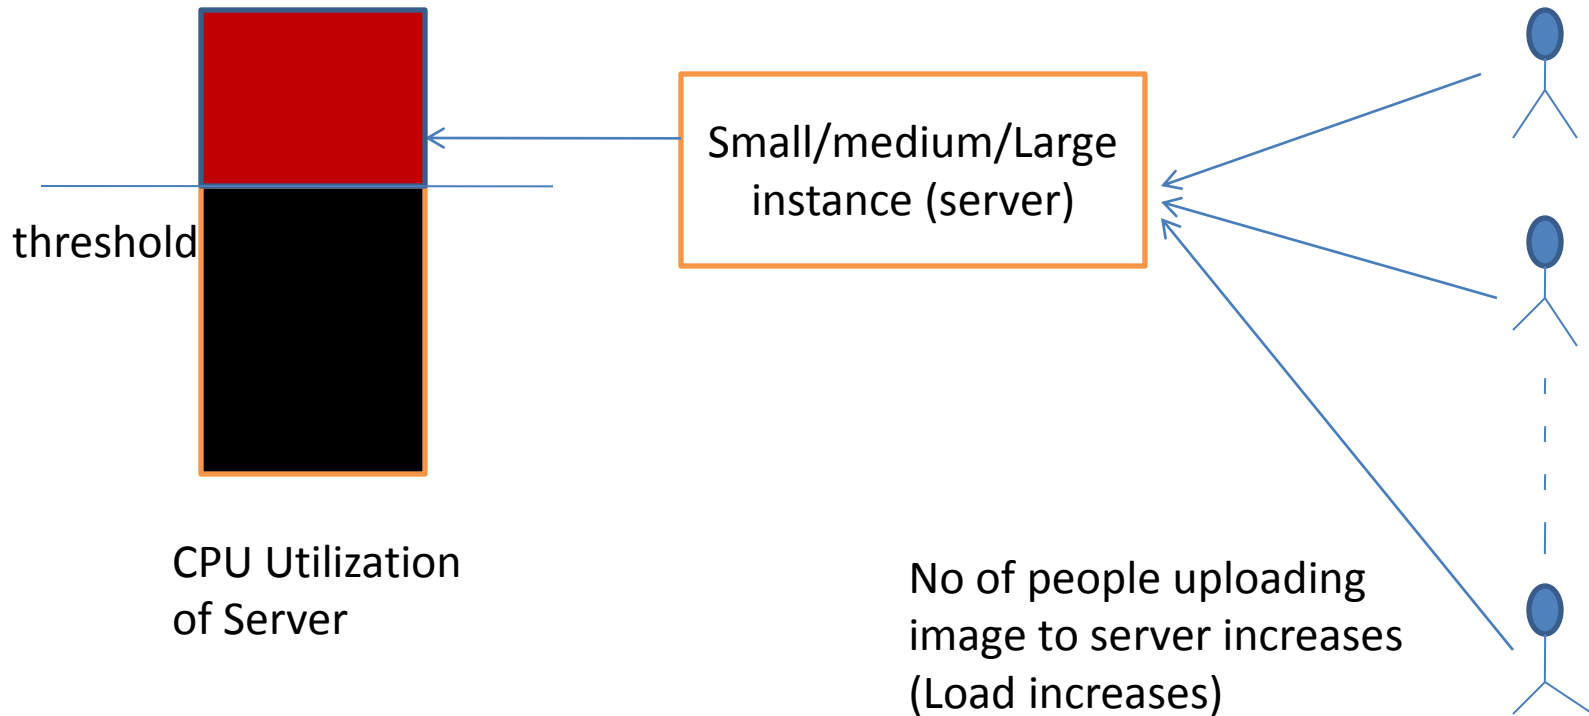 Small/medium/Large
instance (server)
threshold
CPU Utilization
of Server
No of people uploading
image to server increases
(Load increases)